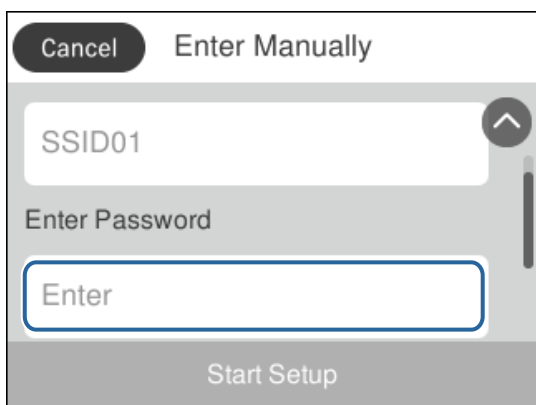 Cancel Enter Manually
SSID01
Enter Password
Enter
Start Setup